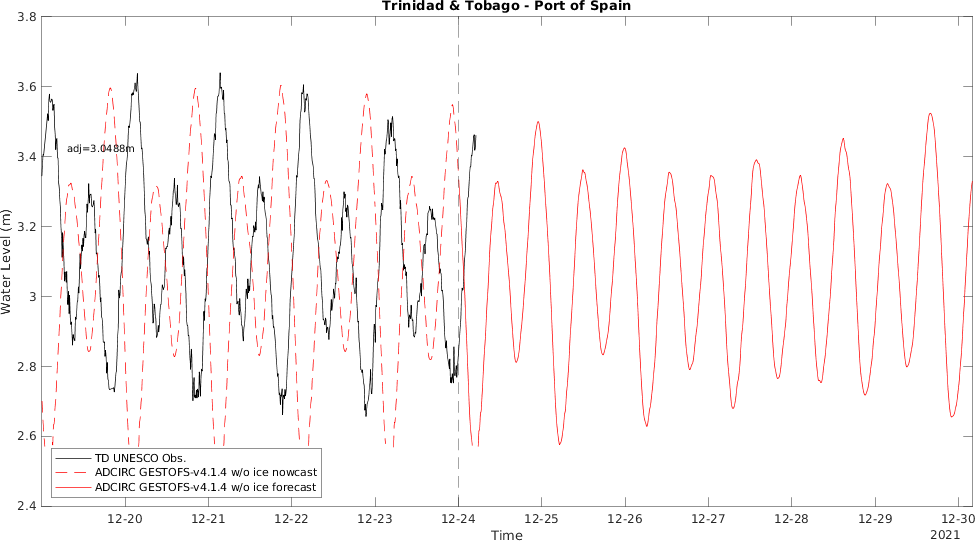 Trinidad & Tobago - Port of Spain
3.8
3.6
3.4
3.2
3
2.8
2.6
2.4
Water Level (m)
adj=3.0488m
TD UNESCO Obs.
ADCIRC GESTOFS-v4.1.4 w/o ice nowcast
ADCIRC GESTOFS-v4.1.4 w/o ice forecast
12-20 12-21 12-22 12-23 12-24 12-25 12-26 12-27 12-28 12-29 12-30
Time
2021